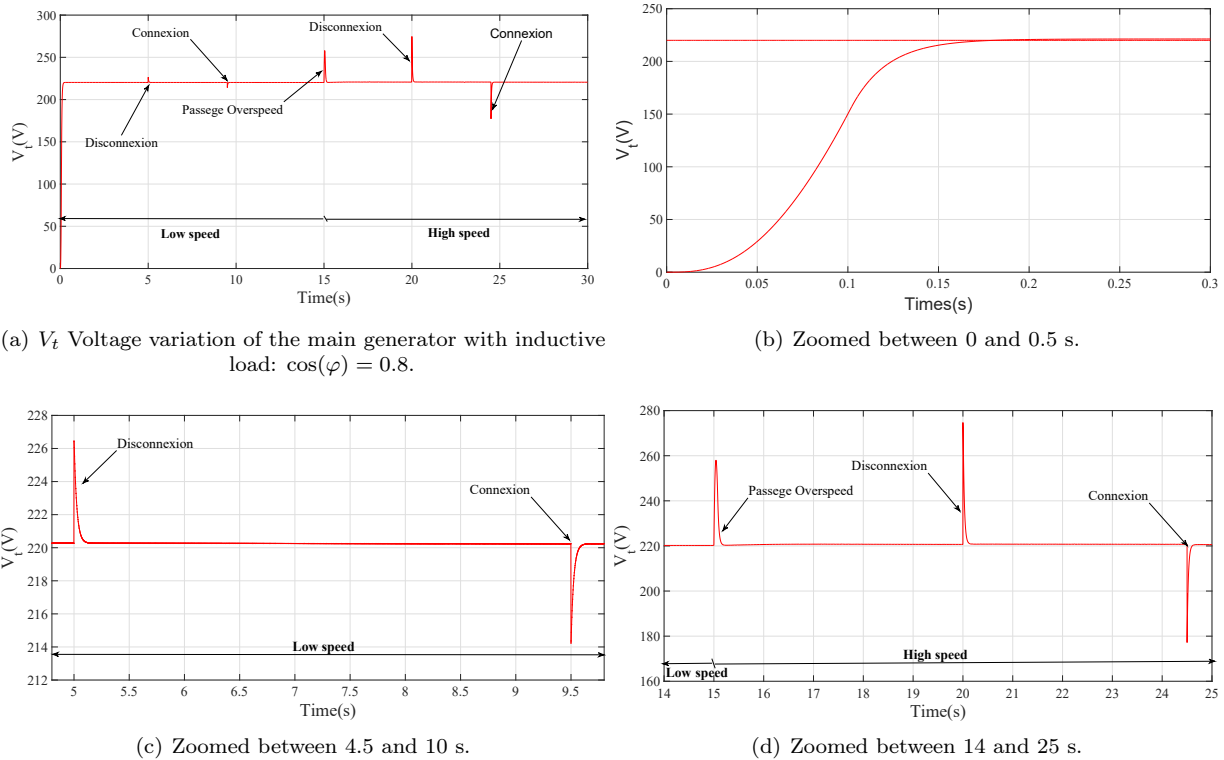 300
250
200
150
100
50
0
V_t(V)
Connexion
Disconnexion
Connexion
Passege Overspeed
Disconnexion
Low speed
High speed
0 5 10 15 20 25 30
Time(s)
(a) V_t Voltage variation of the main generator with inductive
load: cos(φ) = 0.8.
250
200
150
100
50
0
V_t(V)
0 0.05 0.1 0.15 0.2 0.25 0.3
Times(s)
(b) Zoomed between 0 and 0.5 s.
228
226
224
222
220
218
216
214
212
V_t(V)
Disconnexion
Connexion
Low speed
5 5.5 6 6.5 7 7.5 8 8.5 9 9.5
Time(s)
(c) Zoomed between 4.5 and 10 s.
280
260
240
220
200
180
160
V_t(V)
Disconnexion
Passege Overspeed
Connexion
High speed
Low speed
14 15 16 17 18 19 20 21 22 23 24 25
Time(s)
(d) Zoomed between 14 and 25 s.